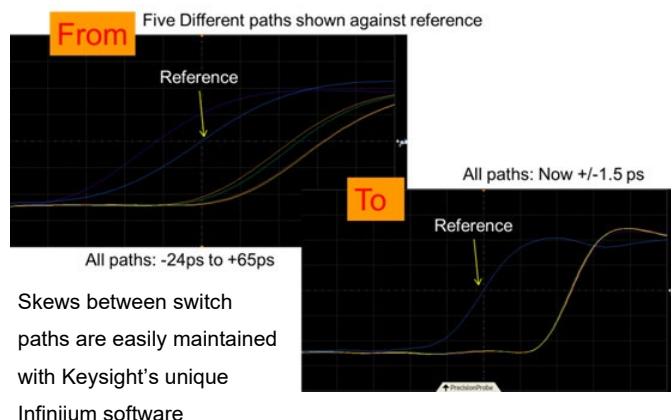 Five Different paths shown against reference
From
Reference
All paths: Now +/-1.5 ps
To
Reference
All paths: -24ps to +65ps
Skews between switch
paths are easily maintained
with Keysight's unique
Infiniium software
PrecisionProbe